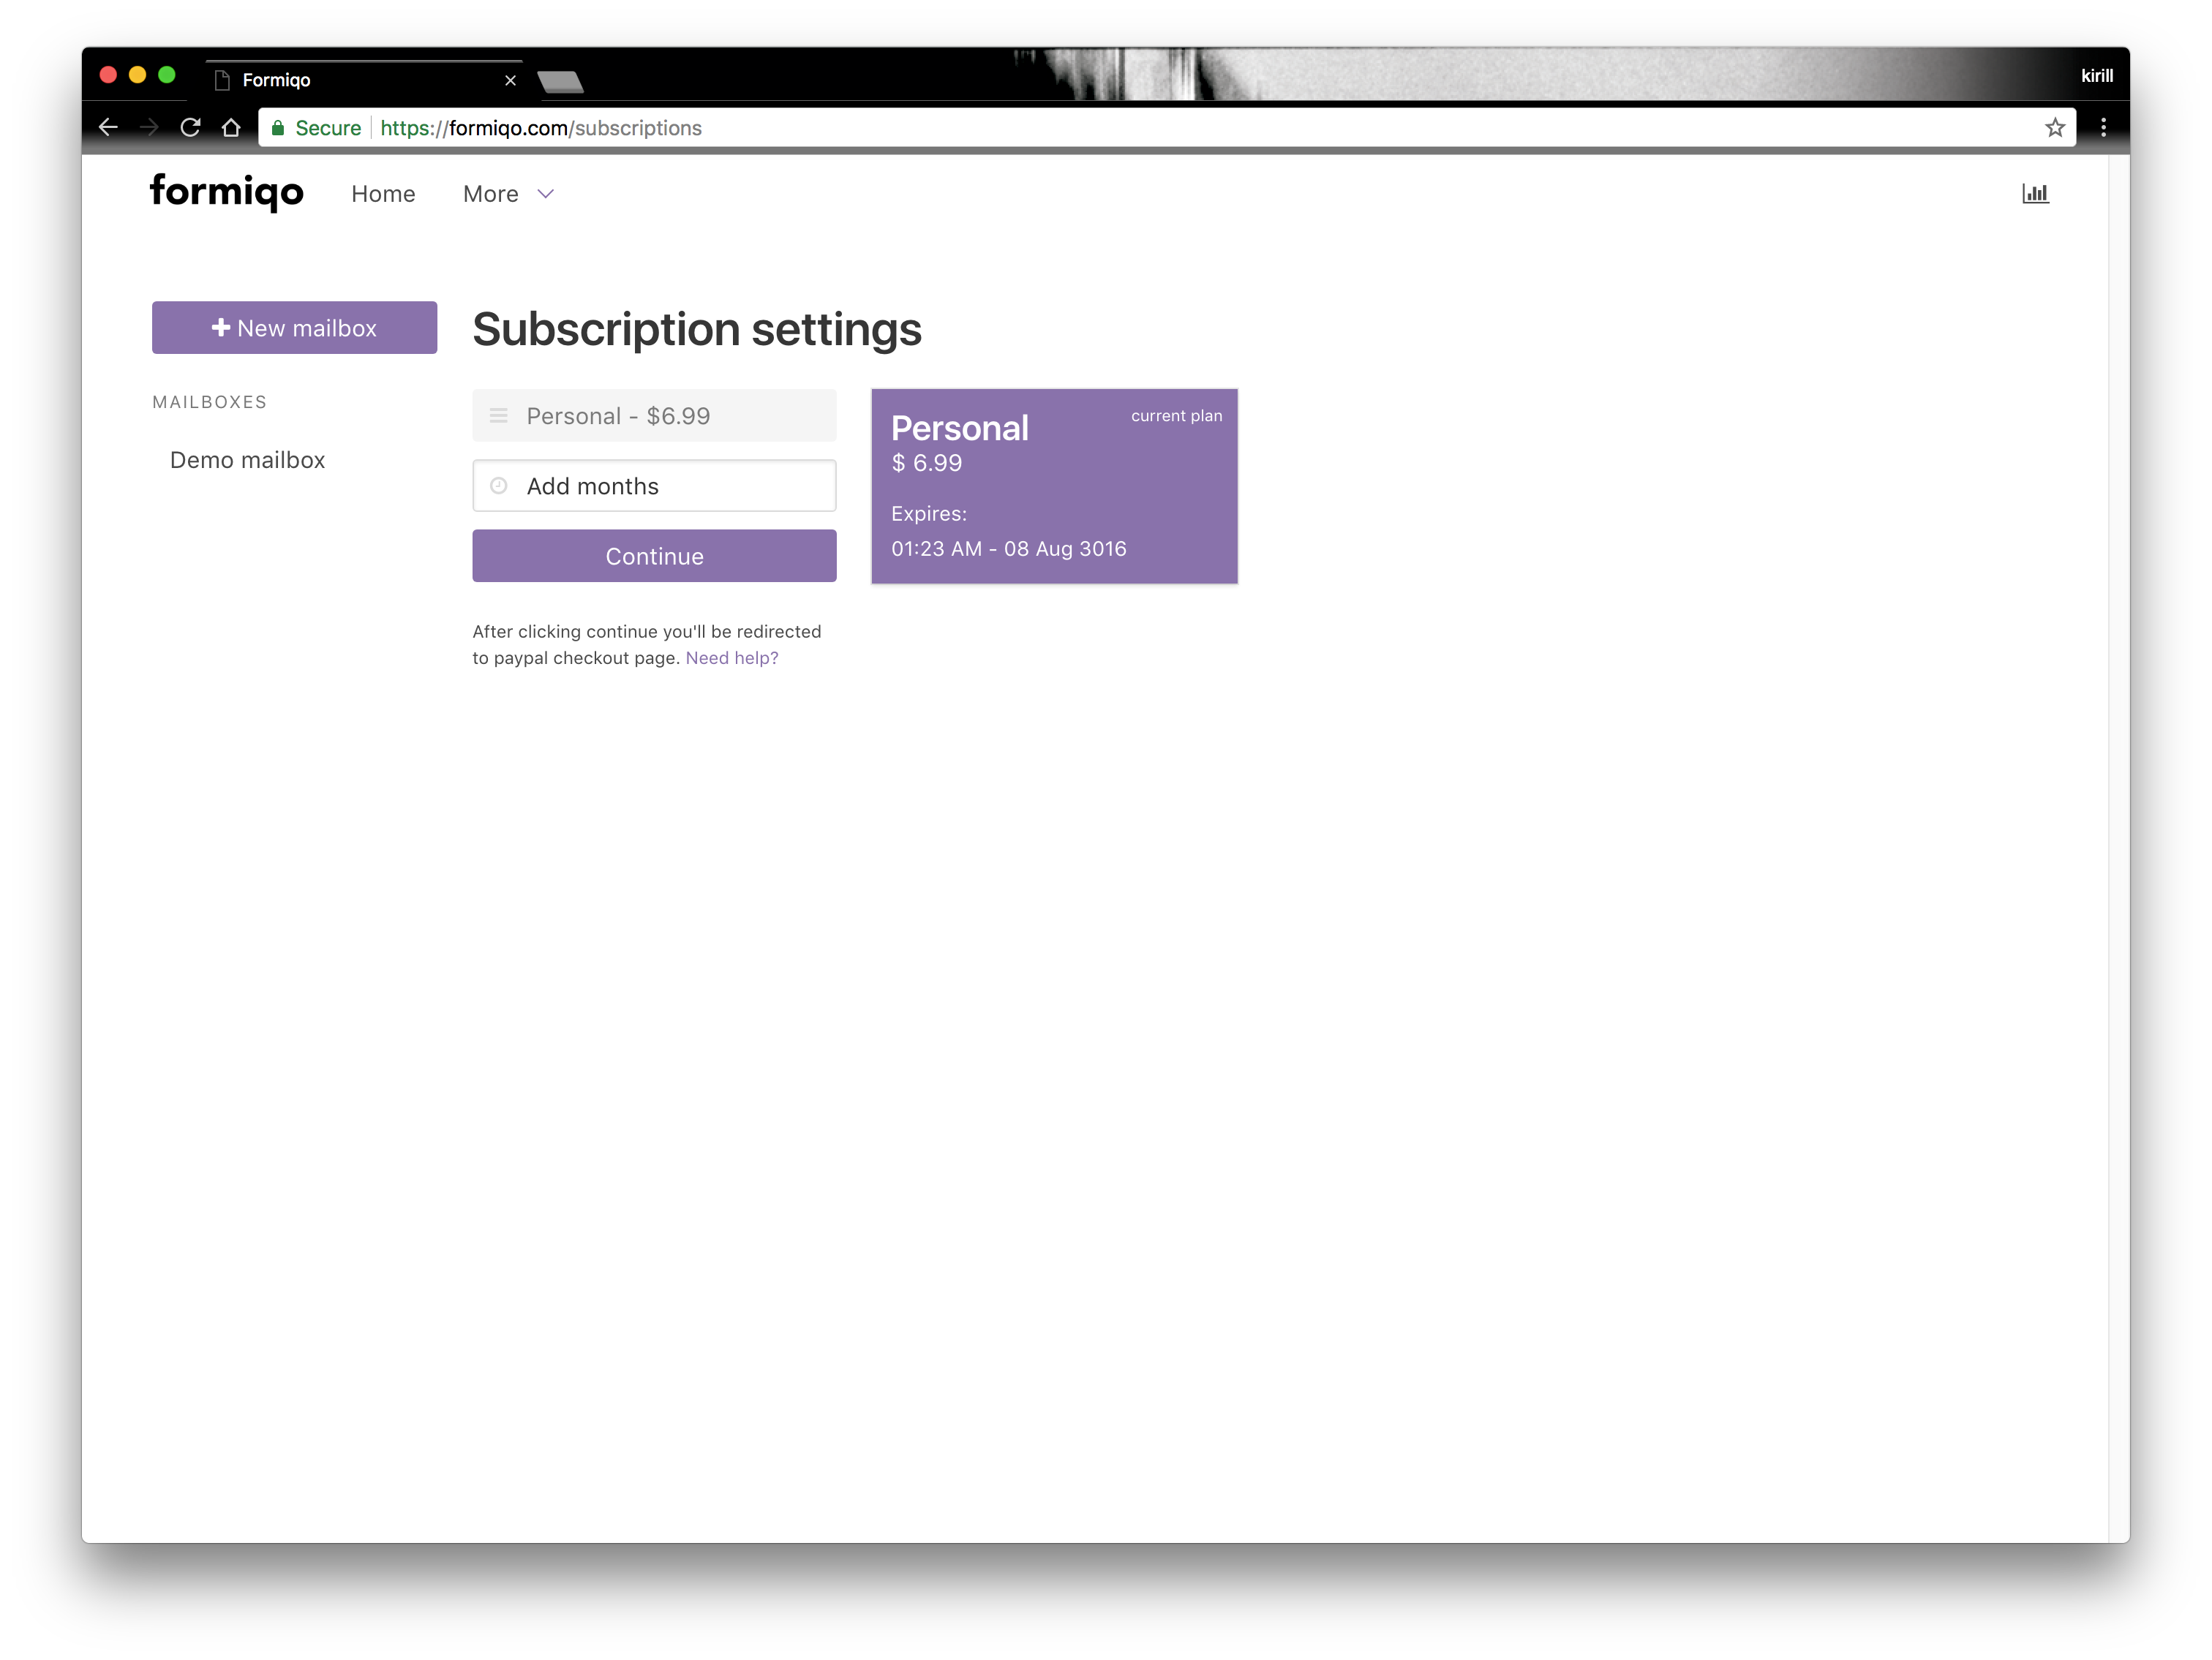 Formiqo
kirill
Secure https://formiqo.com/subscriptions
formiqo Home More
New mailbox
MAILBOXES
Demo mailbox
Subscription settings
Personal - $6.99
Add months
Continue
After clicking continue you'll be redirected
to paypal checkout page. Need help?
Personal
current plan
$ 6.99
Expires:
01:23 AM - 08 Aug 3016